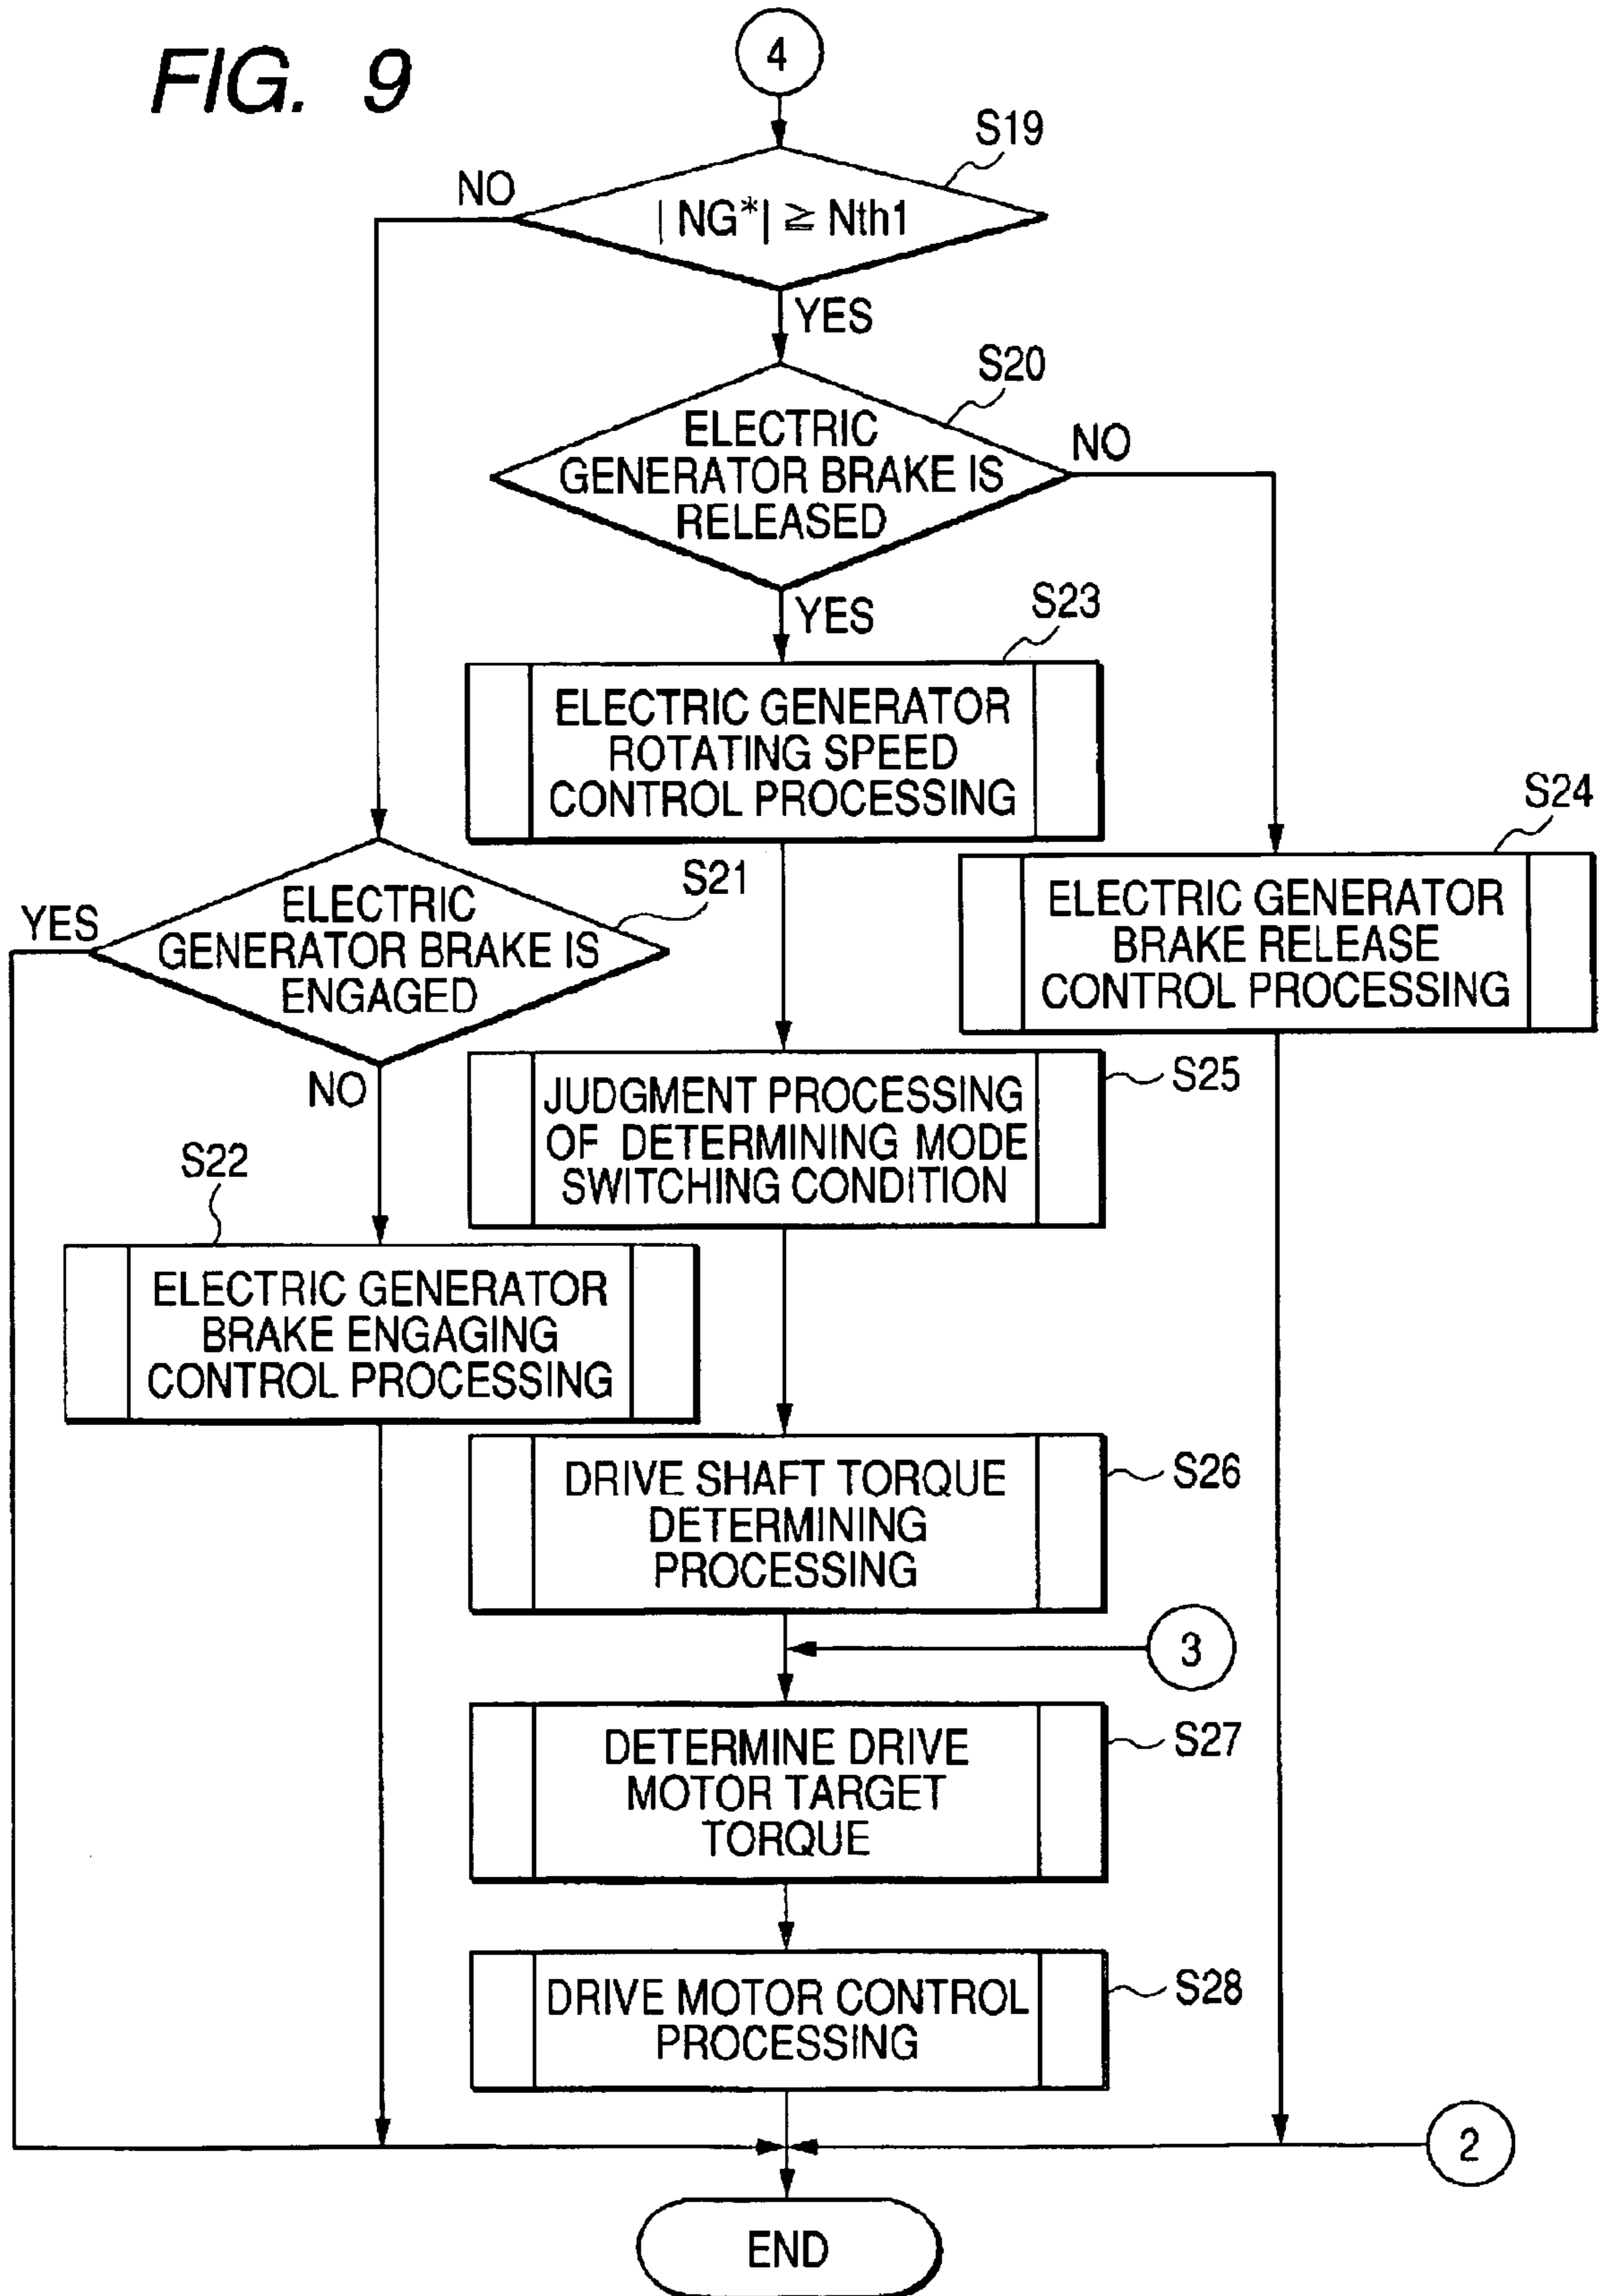 FIG. 9
4
S19
NO
| NG*| ≧ Nth1
YES
S20
ELECTRIC
GENERATOR BRAKE IS
RELEASED
NO
YES
S23
ELECTRIC GENERATOR
ROTATING SPEED
CONTROL PROCESSING
S24
ELECTRIC GENERATOR
BRAKE RELEASE
CONTROL PROCESSING
S21
YES
ELECTRIC
GENERATOR BRAKE IS
ENGAGED
NO
S25
JUDGMENT PROCESSING
OF DETERMINING MODE
SWITCHING CONDITION
S22
ELECTRIC GENERATOR
BRAKE ENGAGING
CONTROL PROCESSING
DRIVE SHAFT TORQUE
DETERMINING
PROCESSING
S26
3
DETERMINE DRIVE
MOTOR TARGET
TORQUE
S27
DRIVE MOTOR CONTROL
PROCESSING
S28
2
END